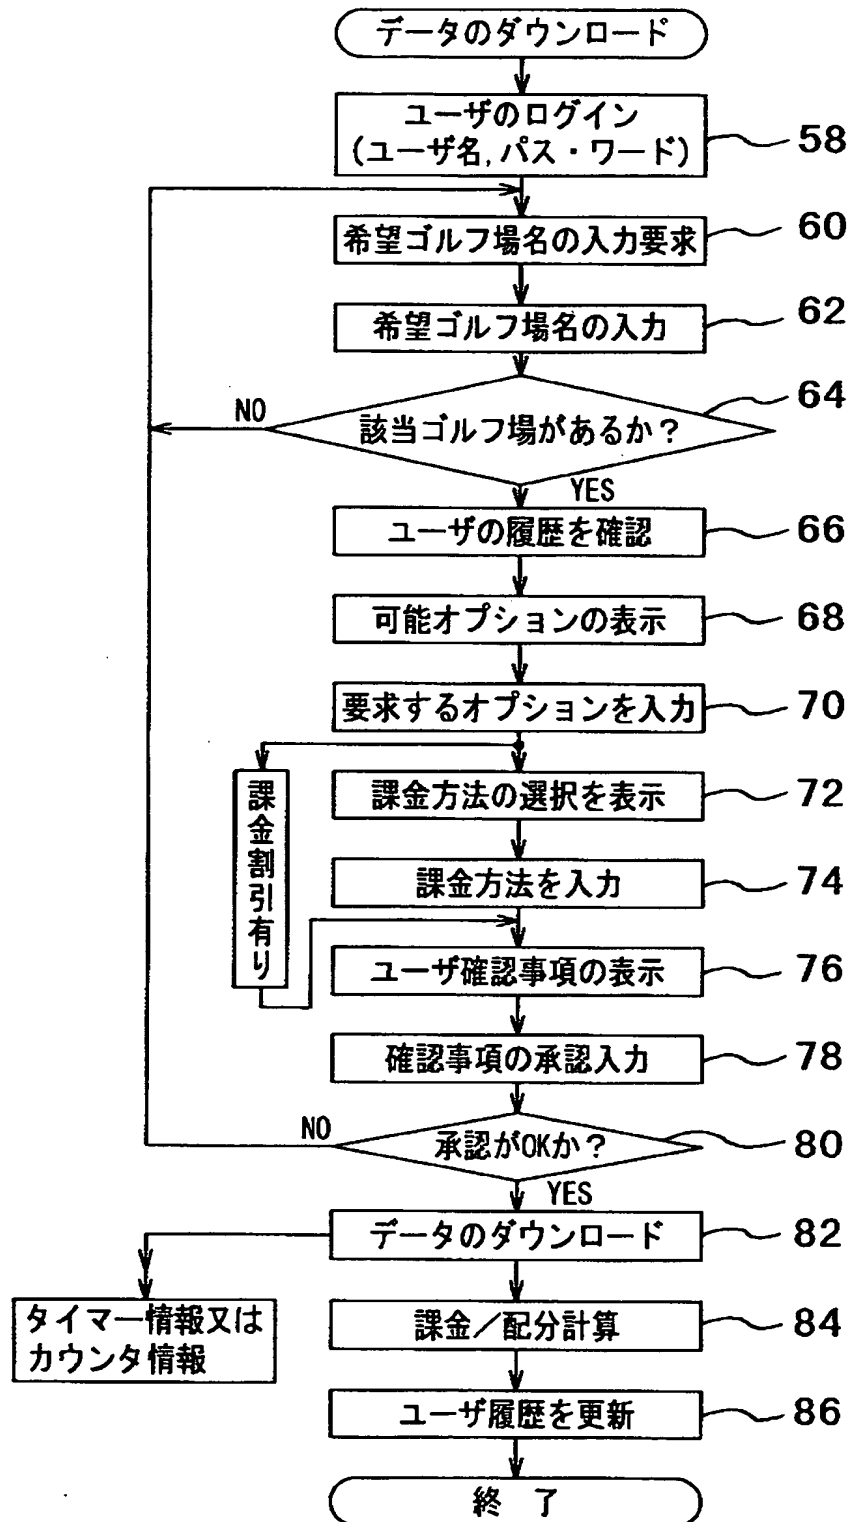 データのダウンロード
ユーザのログイン
(ユーザ名,パス・ワード)
58
希望ゴルフ場名の入力要求
60
希望ゴルフ場名の入力
62
該当ゴルフ場があるか？
64
NO
YES
ユーザの履歴を確認
66
可能オプションの表示
68
要求するオプションを入力
70
課金割引有り
課金方法の選択を表示
72
課金方法を入力
74
ユーザ確認事項の表示
76
確認事項の承認入力
78
承認がOKか？
80
NO
YES
データのダウンロード
82
タイマー情報又は
カウンタ情報
課金／配分計算
84
ユーザ履歴を更新
86
終 了